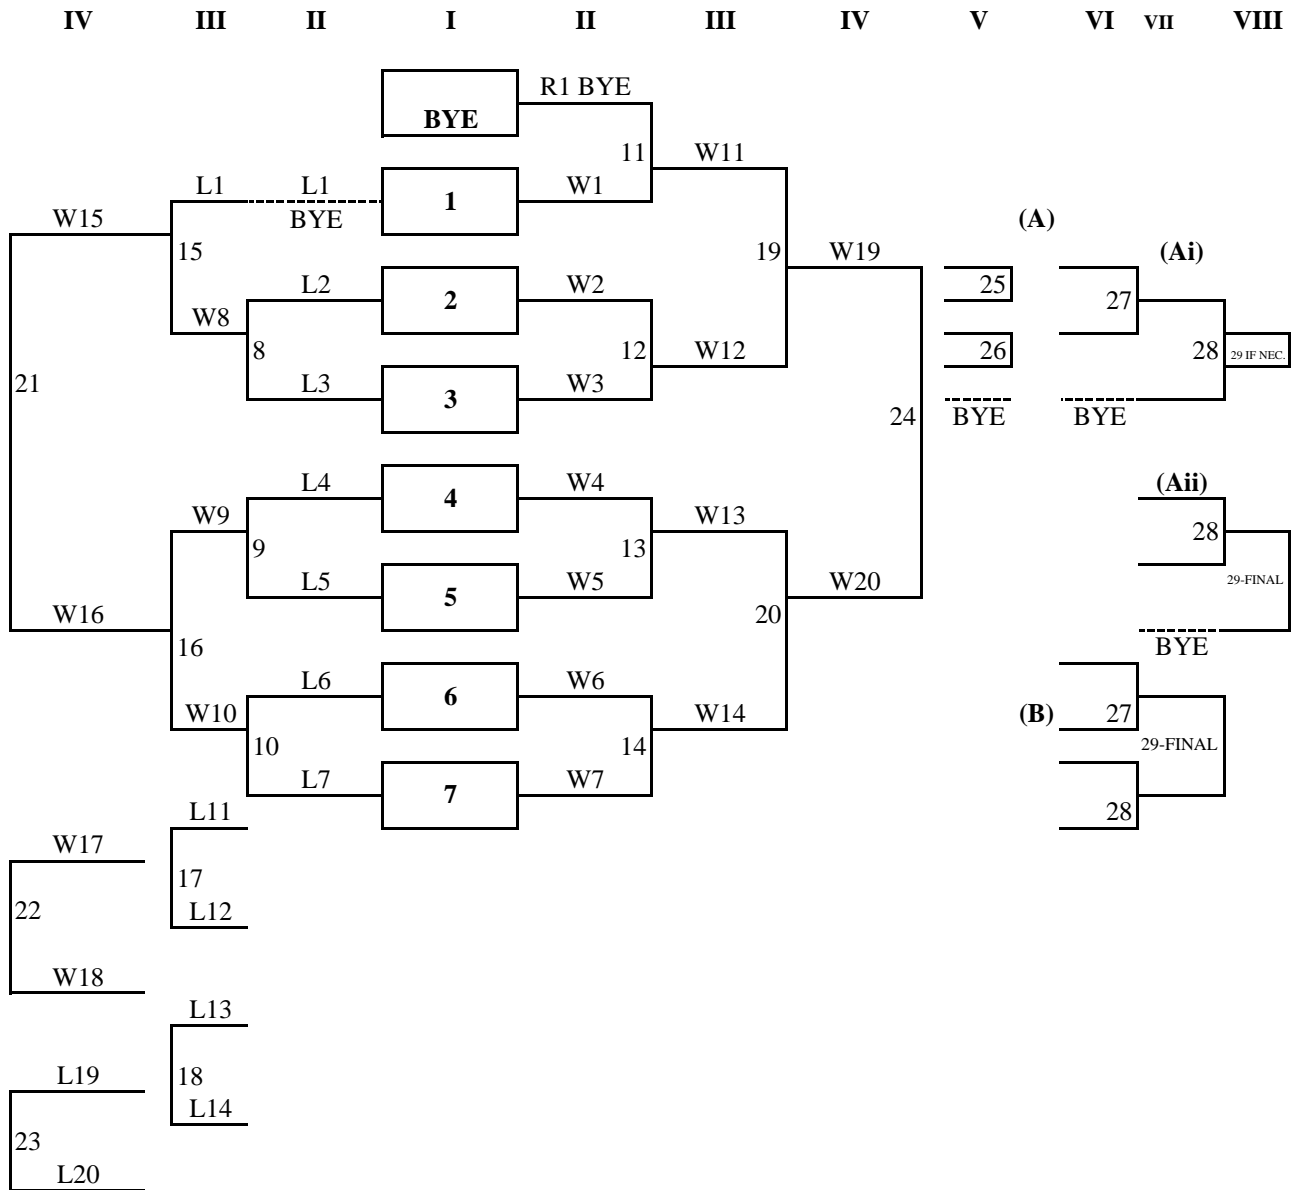 IV III II I II III IV V VI VII VIII
R1 BYE
BYE
11 W11
L1 L1 1 W1
BYE
W15 (A)
15 19 W19 (Ai)
L2 2 W2 25 27
W8
8 12 W12 26 28 29 IF NEC.
21 L3 3 W3
24 BYE BYE
L4 4 W4 (Aii)
W9 W13 28
9 13
L5 5 W5 W20 29-FINAL
W16 20
16 BYE
L6 6 W6
W10 W14 (B) 27
10 14 29-FINAL
L7 7 W7
L11 28
W17
17
22 L12
W18
L13
L19 18
L14
23
L20